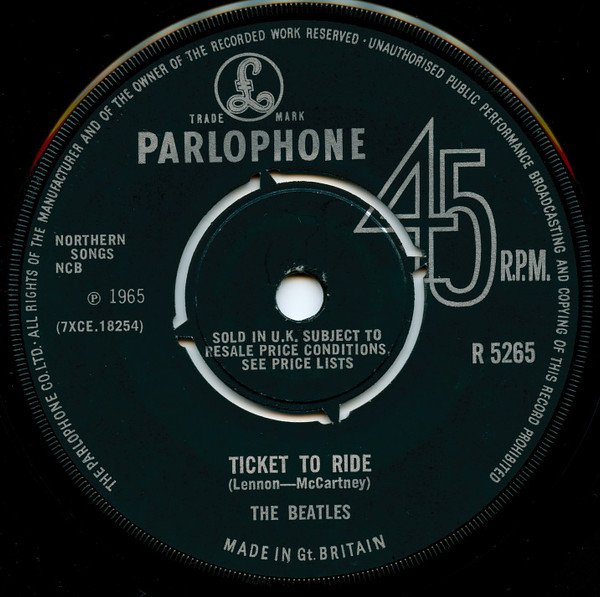 THE PARLOPHONE CO.LTD. · ALL RIGHTS OF THE MANUFACTURER AND OF THE OWNER OF THE RECORDED WORK RESERVED · UNAUTHORISED PUBLIC PERFORMANCE BROADCASTING AND COPYING OF THIS RECORD PROHIBITED
£
TRADE MARK
PARLOPHONE
45 R.P.M.
NORTHERN
SONGS
NCB
℗ 1965
(7XCE.18254)
SOLD IN U.K. SUBJECT TO
RESALE PRICE CONDITIONS,
SEE PRICE LISTS
R 5265
TICKET TO RIDE
(Lennon—McCartney)
THE BEATLES
MADE IN Gt. BRITAIN